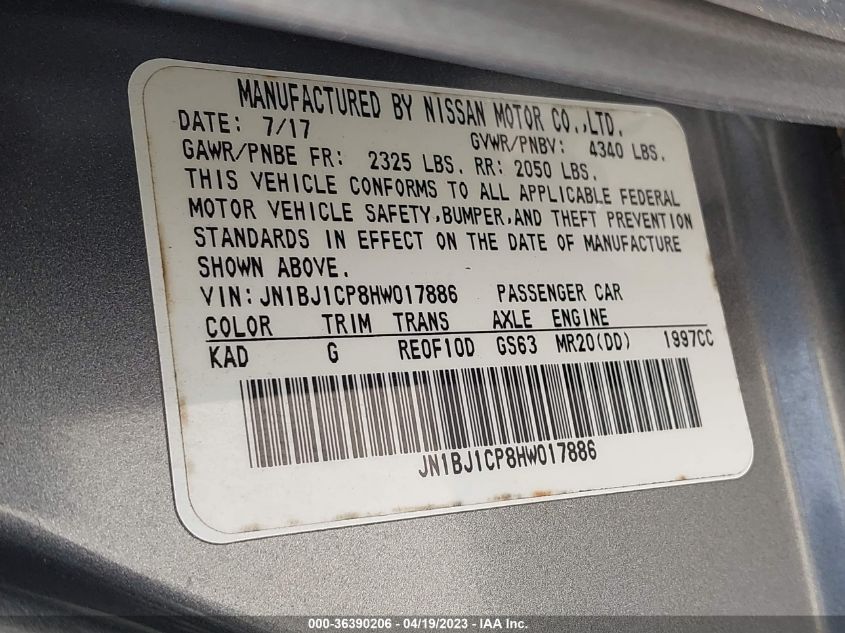 MANUFACTURED BY NISSAN MOTOR CO.,LTD.
DATE: 7/17 GVWR/PNBV: 4340 LBS.
GAWR/PNBE FR: 2325 LBS. RR: 2050 LBS.
THIS VEHICLE CONFORMS TO ALL APPLICABLE FEDERAL
MOTOR VEHICLE SAFETY,BUMPER,AND THEFT PREVENTION
STANDARDS IN EFFECT ON THE DATE OF MANUFACTURE
SHOWN ABOVE.
VIN: JN1BJ1CP8HW017886 PASSENGER CAR
COLOR TRIM TRANS AXLE ENGINE
KAD G RE0F10D GS63 MR20(DD) 1997CC
JN1BJ1CP8HW017886
000-36390206 - 04/19/2023 - IAA Inc.